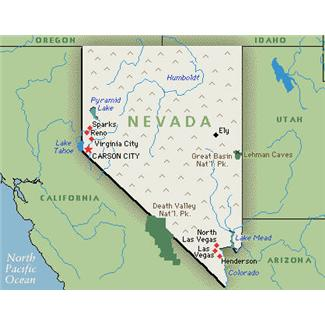 OREGON
IDAHO
Humboldt
Pyramid
Lake
Sparks
Reno
NEVADA
Virginia City
Ely
UTAH
Lake
Tahoe
CARSON CITY
Great Basin
Nat'l. Pk.
Lehman Caves
CALIFORNIA
Death Valley
Nat'l. Pk.
North
Las Vegas
Lake Mead
Las
Vegas
Henderson
ARIZONA
North
Pacific
Ocean
Colorado